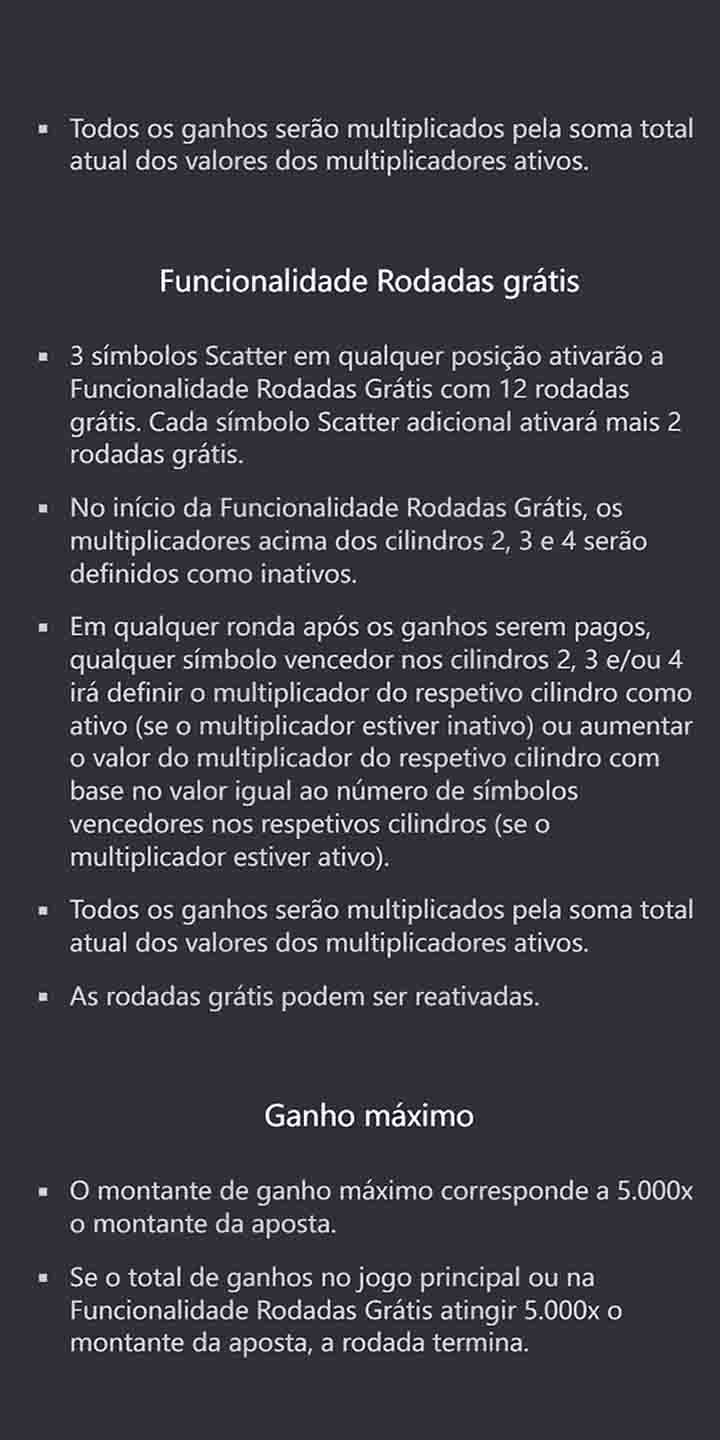 ▪ Todos os ganhos serão multiplicados pela soma total
atual dos valores dos multiplicadores ativos.
Funcionalidade Rodadas grátis
▪ 3 símbolos Scatter em qualquer posição ativarão a
Funcionalidade Rodadas Grátis com 12 rodadas
grátis. Cada símbolo Scatter adicional ativará mais 2
rodadas grátis.
▪ No início da Funcionalidade Rodadas Grátis, os
multiplicadores acima dos cilindros 2, 3 e 4 serão
definidos como inativos.
▪ Em qualquer ronda após os ganhos serem pagos,
qualquer símbolo vencedor nos cilindros 2, 3 e/ou 4
irá definir o multiplicador do respetivo cilindro como
ativo (se o multiplicador estiver inativo) ou aumentar
o valor do multiplicador do respetivo cilindro com
base no valor igual ao número de símbolos
vencedores nos respetivos cilindros (se o
multiplicador estiver ativo).
▪ Todos os ganhos serão multiplicados pela soma total
atual dos valores dos multiplicadores ativos.
▪ As rodadas grátis podem ser reativadas.
Ganho máximo
▪ O montante de ganho máximo corresponde a 5.000x
o montante da aposta.
▪ Se o total de ganhos no jogo principal ou na
Funcionalidade Rodadas Grátis atingir 5.000x o
montante da aposta, a rodada termina.